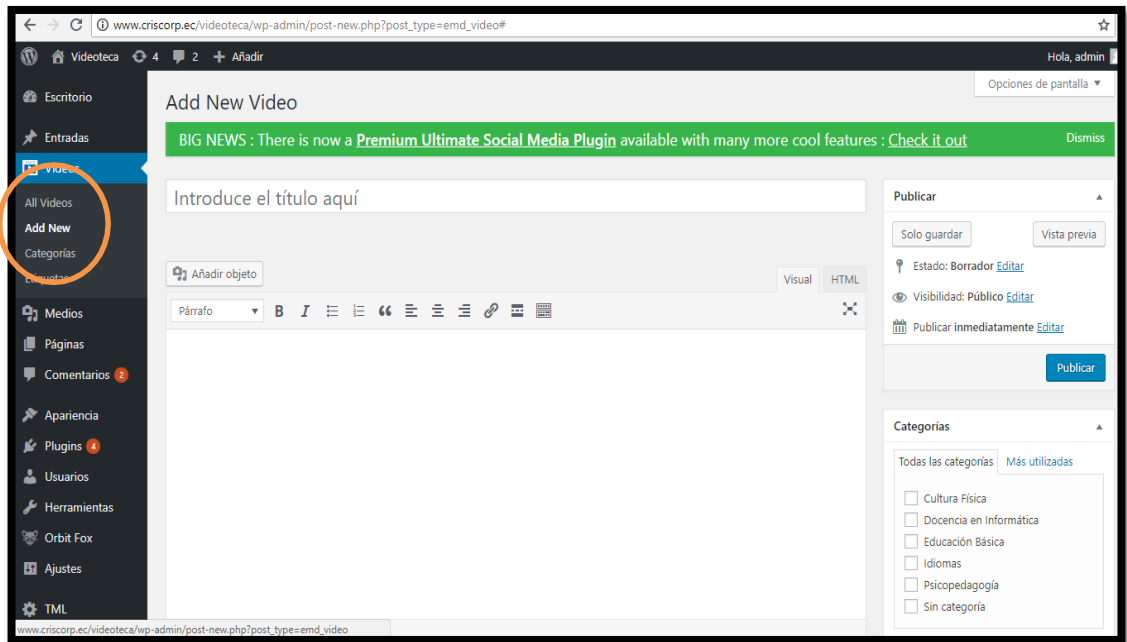 www.criscorp.ec/videoteca/wp-admin/post-new.php?post_type=emd_video#
Videoteca 4 2 + Añadir Hola, admin
Opciones de pantalla
Escritorio
Entradas
Videos
All Videos
Add New
Categorías
Etiquetas
Medios
Páginas
Comentarios 2
Apariencia
Plugins 4
Usuarios
Herramientas
Orbit Fox
Ajustes
TML
Add New Video
BIG NEWS : There is now a Premium Ultimate Social Media Plugin available with many more cool features : Check it out Dismiss
Introduce el título aquí
Añadir objeto
Visual HTML
Párrafo B I
Publicar
Solo guardar Vista previa
Estado: Borrador Editar
Visibilidad: Público Editar
Publicar inmediatamente Editar
Publicar
Categorías
Todas las categorías Más utilizadas
Cultura Física
Docencia en Informática
Educación Básica
Idiomas
Psicopedagogía
Sin categoría
www.criscorp.ec/videoteca/wp-admin/post-new.php?post_type=emd_video